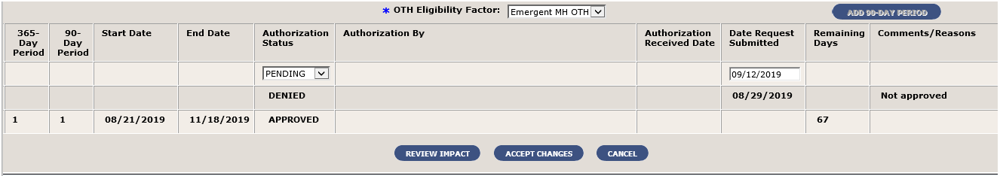 * OTH Eligibility Factor: Emergent MH OTH ADD 90-DAY PERIOD
365-Day Period 90-Day Period Start Date End Date Authorization Status Authorization By Authorization Received Date Date Request Submitted Remaining Days Comments/Reasons
PENDING 09/12/2019
DENIED 08/29/2019 Not approved
1 1 08/21/2019 11/18/2019 APPROVED 67
REVIEW IMPACT ACCEPT CHANGES CANCEL